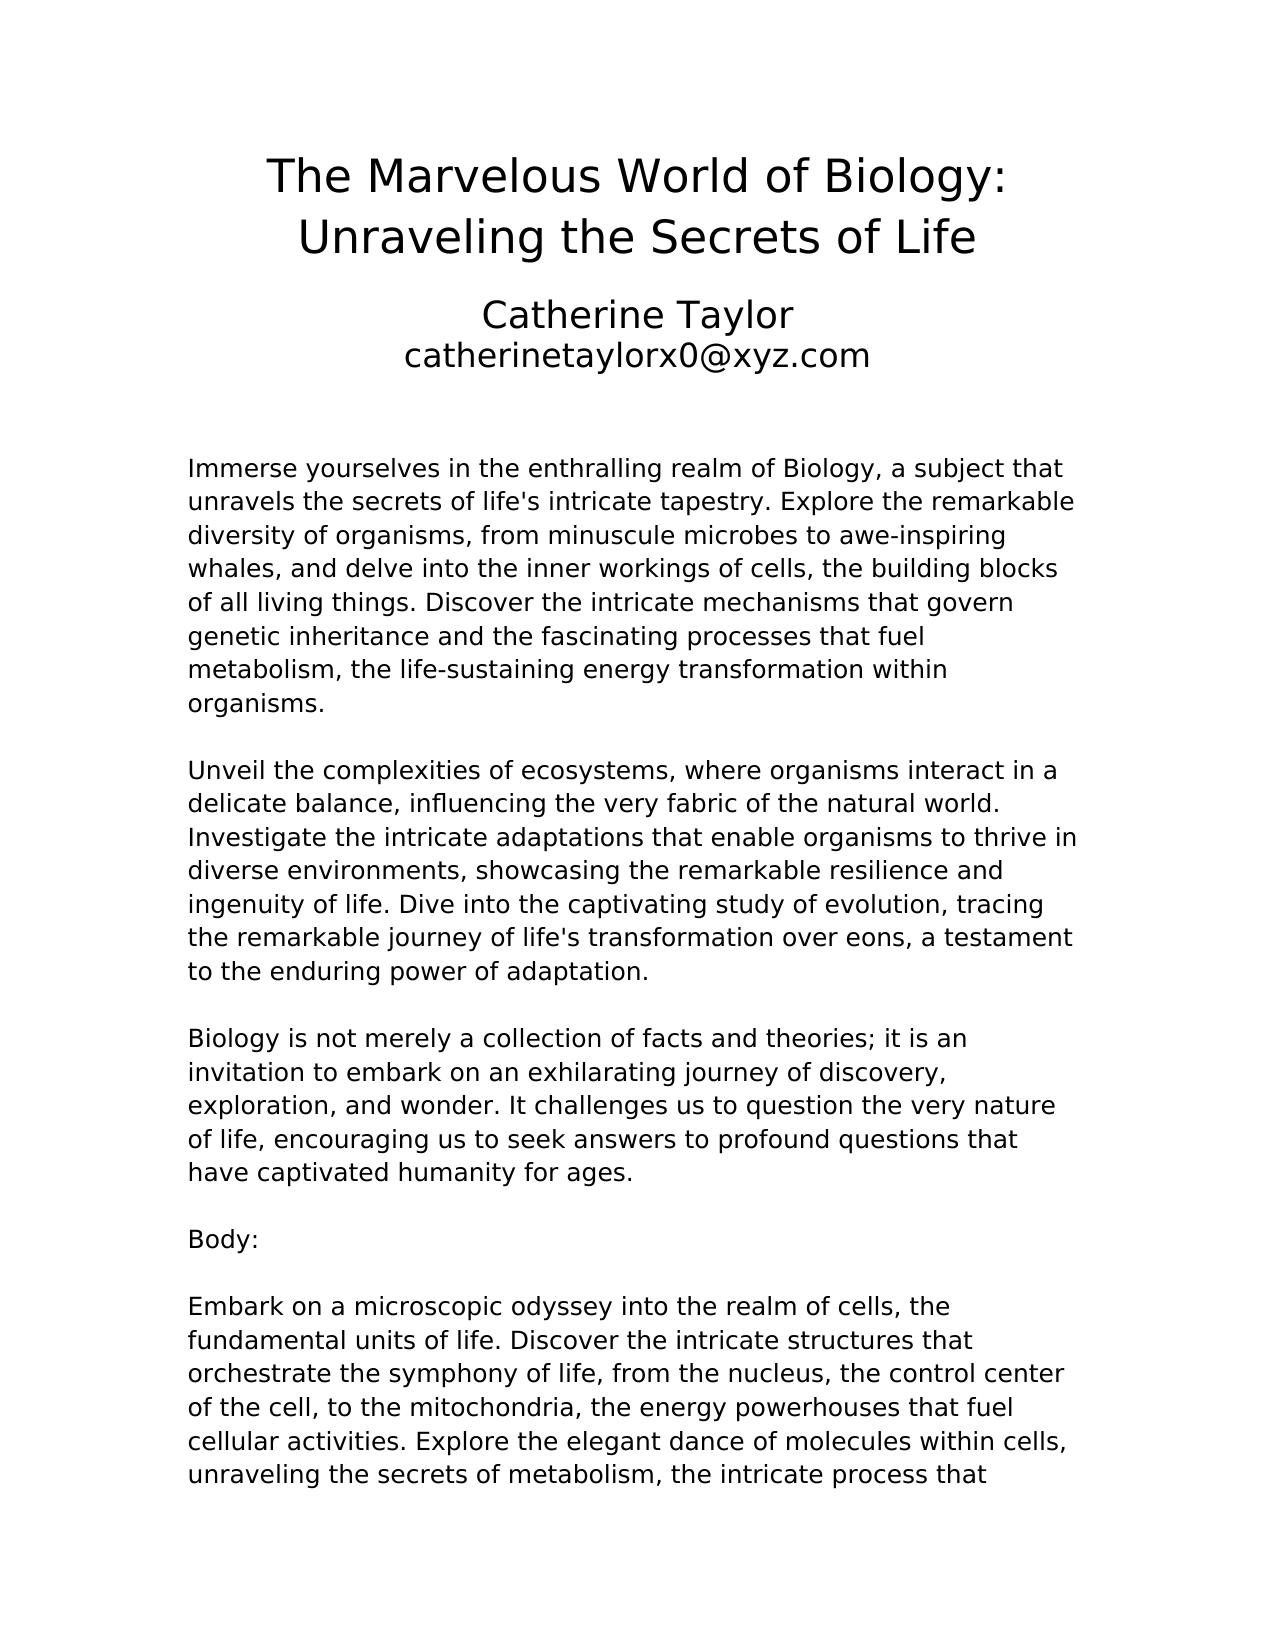 The Marvelous World of Biology:
Unraveling the Secrets of Life
Catherine Taylor
catherinetaylorx0@xyz.com
Immerse yourselves in the enthralling realm of Biology, a subject that
unravels the secrets of life's intricate tapestry. Explore the remarkable
diversity of organisms, from minuscule microbes to awe-inspiring
whales, and delve into the inner workings of cells, the building blocks
of all living things. Discover the intricate mechanisms that govern
genetic inheritance and the fascinating processes that fuel
metabolism, the life-sustaining energy transformation within
organisms.
Unveil the complexities of ecosystems, where organisms interact in a
delicate balance, influencing the very fabric of the natural world.
Investigate the intricate adaptations that enable organisms to thrive in
diverse environments, showcasing the remarkable resilience and
ingenuity of life. Dive into the captivating study of evolution, tracing
the remarkable journey of life's transformation over eons, a testament
to the enduring power of adaptation.
Biology is not merely a collection of facts and theories; it is an
invitation to embark on an exhilarating journey of discovery,
exploration, and wonder. It challenges us to question the very nature
of life, encouraging us to seek answers to profound questions that
have captivated humanity for ages.
Body:
Embark on a microscopic odyssey into the realm of cells, the
fundamental units of life. Discover the intricate structures that
orchestrate the symphony of life, from the nucleus, the control center
of the cell, to the mitochondria, the energy powerhouses that fuel
cellular activities. Explore the elegant dance of molecules within cells,
unraveling the secrets of metabolism, the intricate process that